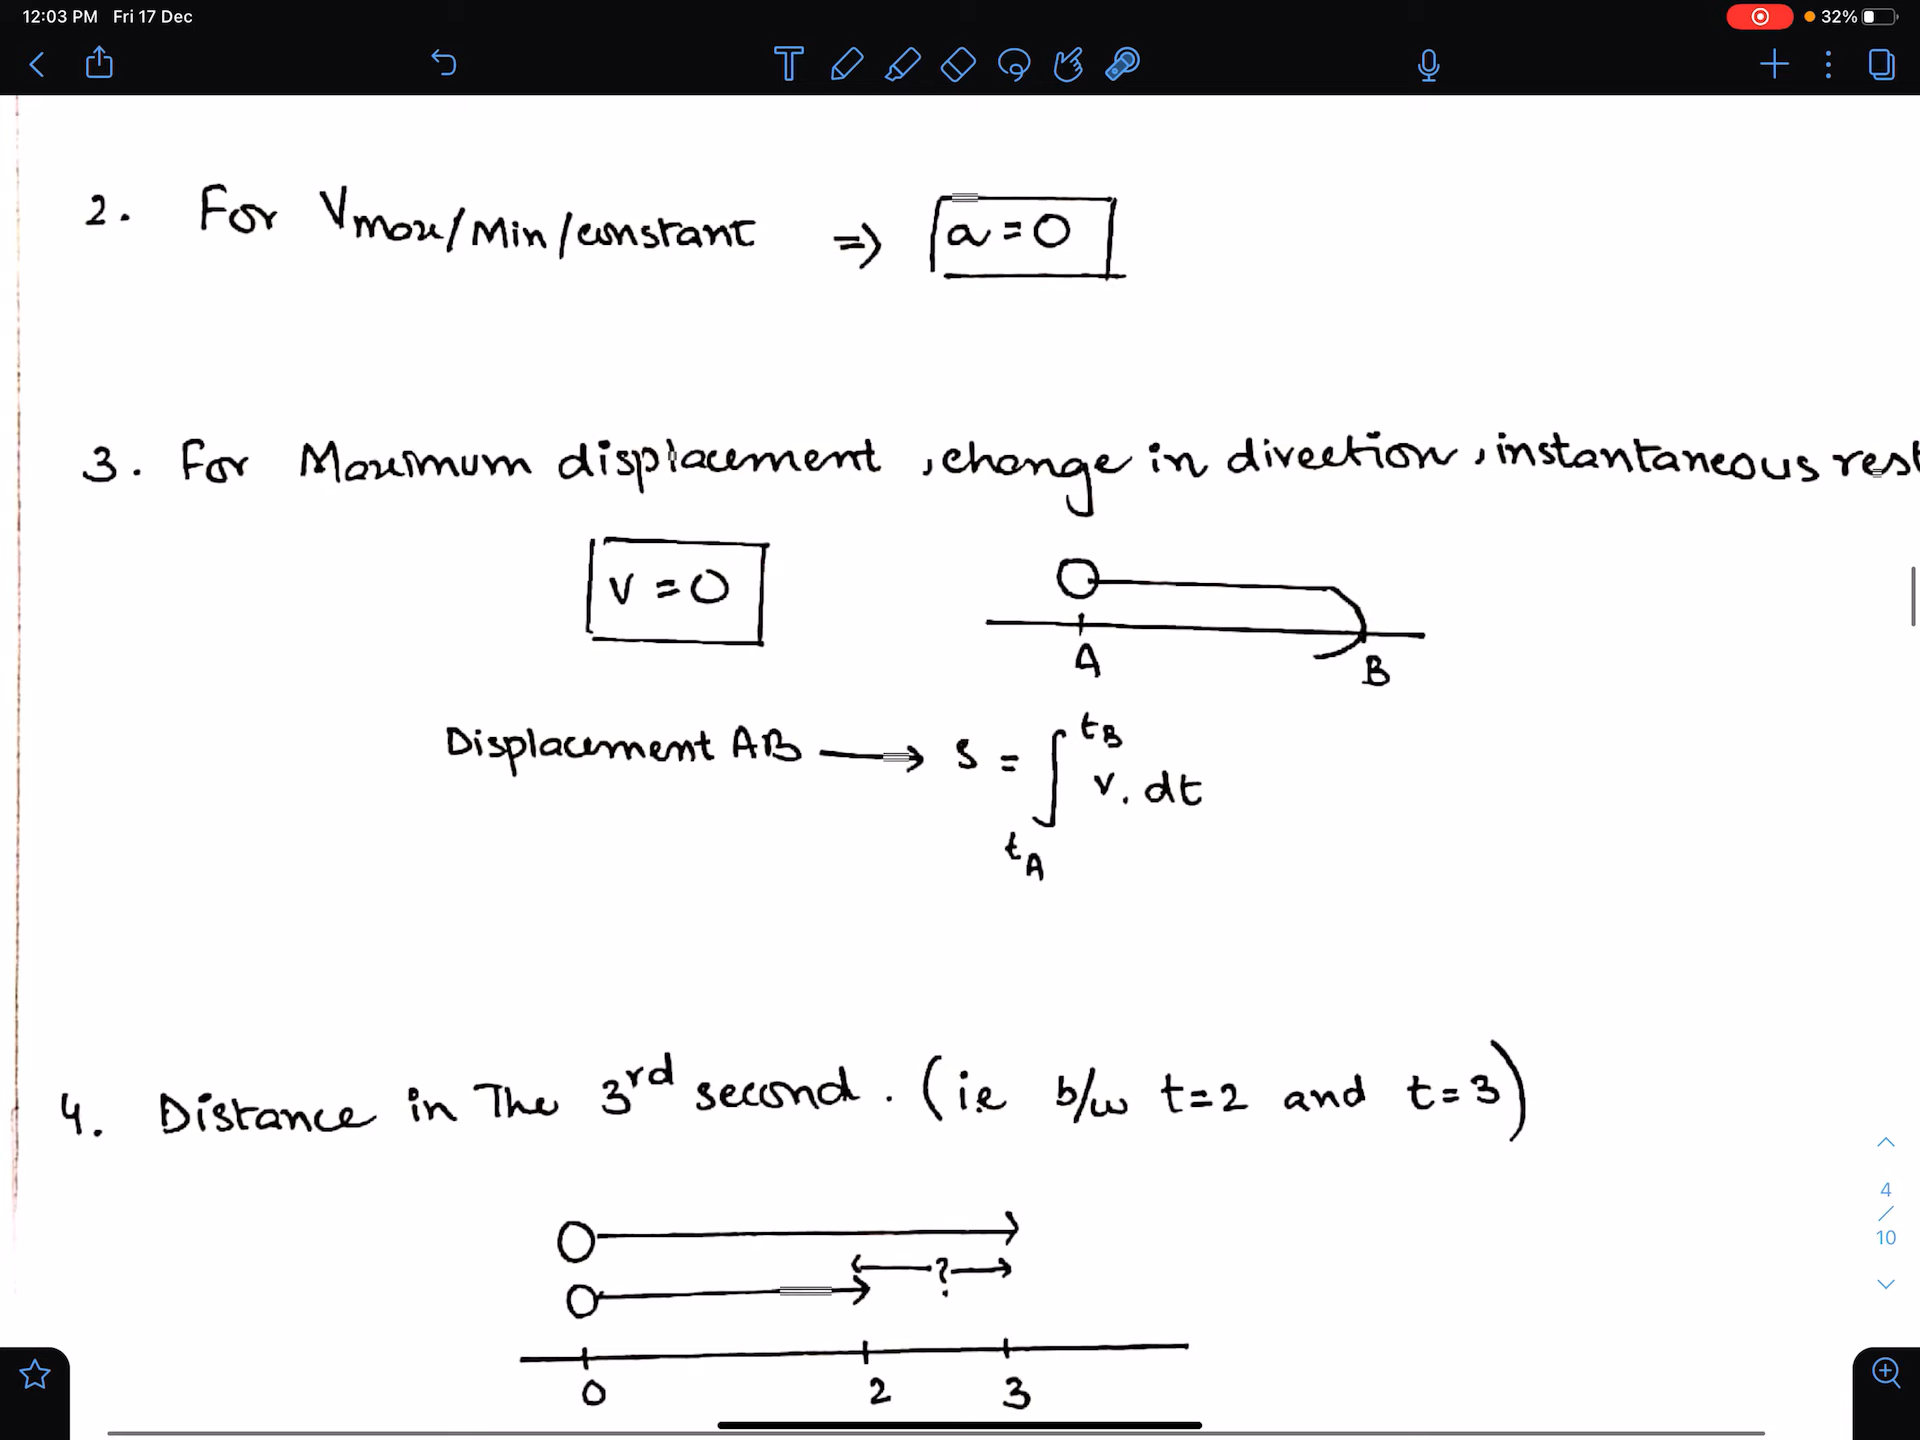 12:03 PM Fri 17 Dec
32%
2. For Vmax/Min/constant => a = 0
3. For Maximum displacement, change in direction, instantaneous rest
v = 0
A
B
Displacement AB → s = ∫ v. dt
tB
tA
4. Distance in The 3rd second. (i.e b/w t=2 and t=3)
?
0 2 3
4
/
10